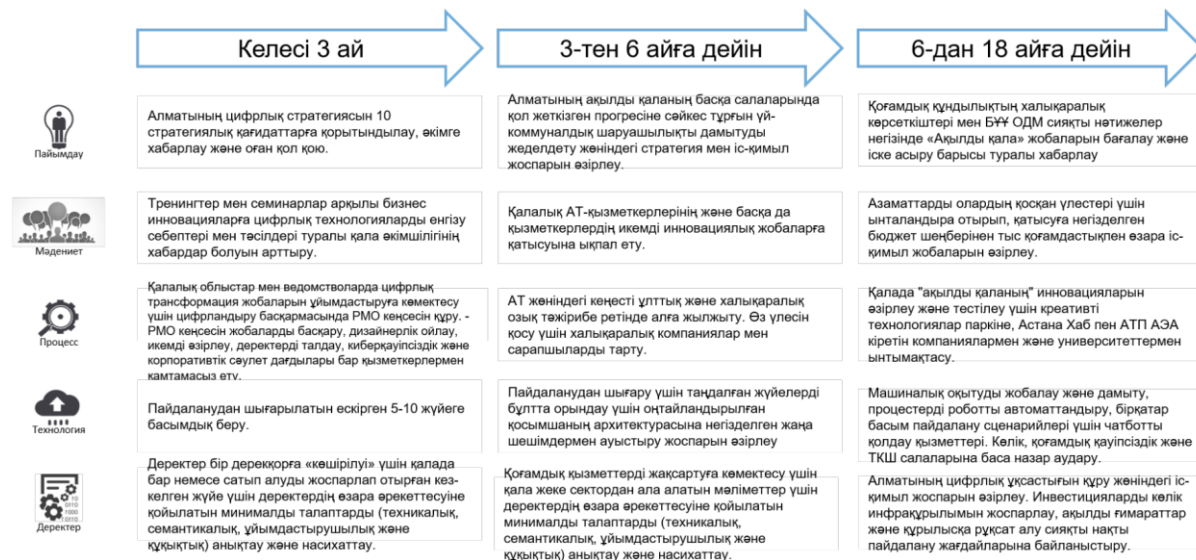 Келесі 3 ай
3-тен 6 айға дейін
6-дан 18 айға дейін
Пайымдау
Алматының цифрлық стратегиясын 10
стратегиялық қағидаттарға қорытындылау, әкімге
хабарлау және оған қол қою.
Алматының ақылды қаланың басқа салаларында
қол жеткізген прогресіне сәйкес тұрғын үй-
коммуналдық шаруашылықты дамытуды
жеделдету жөніндегі стратегия мен іс-қимыл
жоспарын әзірлеу.
Қоғамдық құндылықтың халықаралық
көрсеткіштері мен БҰҰ ОДМ сияқты нәтижелер
негізінде «Ақылды қала» жобаларын бағалау және
іске асыру барысы туралы хабарлау
Мәдениет
Тренингтер мен семинарлар арқылы бизнес
инновацияларға цифрлық технологияларды енгізу
себептері мен тәсілдері туралы қала әкімшілігінің
хабардар болуын арттыру.
Қалалық АТ-қызметкерлерінің және басқа да
қызметкерлердің икемді инновациялық жобаларға
қатысуына ықпал ету.
Азаматтарды олардың қосқан үлестері үшін
ынталандыра отырып, қатысуға негізделген
бюджет шеңберінен тыс қоғамдастықпен өзара іс-
қимыл жобаларын әзірлеу.
Процесс
Қалалық облыстар мен ведомстволарда цифрлық
трансформация жобаларын ұйымдастыруға көмектесу
үшін цифрландыру басқармасында РМО кеңсесін құру. -
РМО кеңсесін жобаларды басқару, дизайнерлік ойлау,
икемді әзірлеу, деректерді талдау, киберқауіпсіздік және
корпоративтік сәулет дағдылары бар қызметкерлермен
қамтамасыз ету.
АТ жөніндегі кеңесті ұлттық және халықаралық
озық тәжірибе ретінде алға жылжыту. Өз үлесін
қосу үшін халықаралық компаниялар мен
сарапшыларды тарту.
Қалада "ақылды қаланың" инновацияларын
әзірлеу және тестілеу үшін креативті
технологиялар паркіне, Астана Хаб пен АТП АЭА
кіретін компаниялармен және университеттермен
ынтымақтасу.
Технология
Пайдаланудан шығарылатын ескірген 5-10 жүйеге
басымдық беру.
Пайдаланудан шығару үшін таңдалған жүйелерді
бұлтта орындау үшін оңтайландырылған
қосымшаның архитектурасына негізделген жаңа
шешімдермен ауыстыру жоспарын әзірлеу
Машиналық оқытуды жобалау және дамыту,
процестерді роботты автоматтандыру, бірқатар
басым пайдалану сценарийлері үшін чатботты
қолдау қызметтері. Көлік, қоғамдық қауіпсіздік және
ТКШ салаларына баса назар аудару.
Деректер
Деректер бір дерекқорға «көшірілуі» үшін қалада
бар немесе сатып алуды жоспарлап отырған кез-
келген жүйе үшін деректердің өзара әрекеттесуіне
қойылатын минималды талаптарды (техникалық,
семантикалық, ұйымдастырушылық және
құқықтық) анықтау және насихаттау.
Қоғамдық қызметтерді жақсартуға көмектесу үшін
қала жеке сектордан ала алатын мәліметтер үшін
деректердің өзара әрекеттесуіне қойылатын
минималды талаптарды (техникалық,
семантикалық, ұйымдастырушылық және
құқықтық) анықтау және насихаттау.
Алматының цифрлық ұқсастығын құру жөніндегі іс-
қимыл жоспарын әзірлеу. Инвестицияларды көлік
инфрақұрылымын жоспарлау, ақылды ғимараттар
және құрылысқа рұқсат алу сияқты нақты
пайдалану жағдайларына байланыстыру.